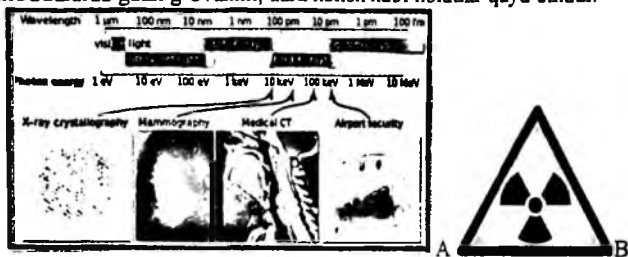 Wavelength 1 µm 100 nm 10 nm 1 nm 100 pm 10 pm 1 pm 100 fm
light
Photon energy 1 eV 10 eV 100 eV 1 keV 10 keV 100 keV 1 MeV 10 MeV
X-ray crystallography Mammography Medical CT Airport security
A B